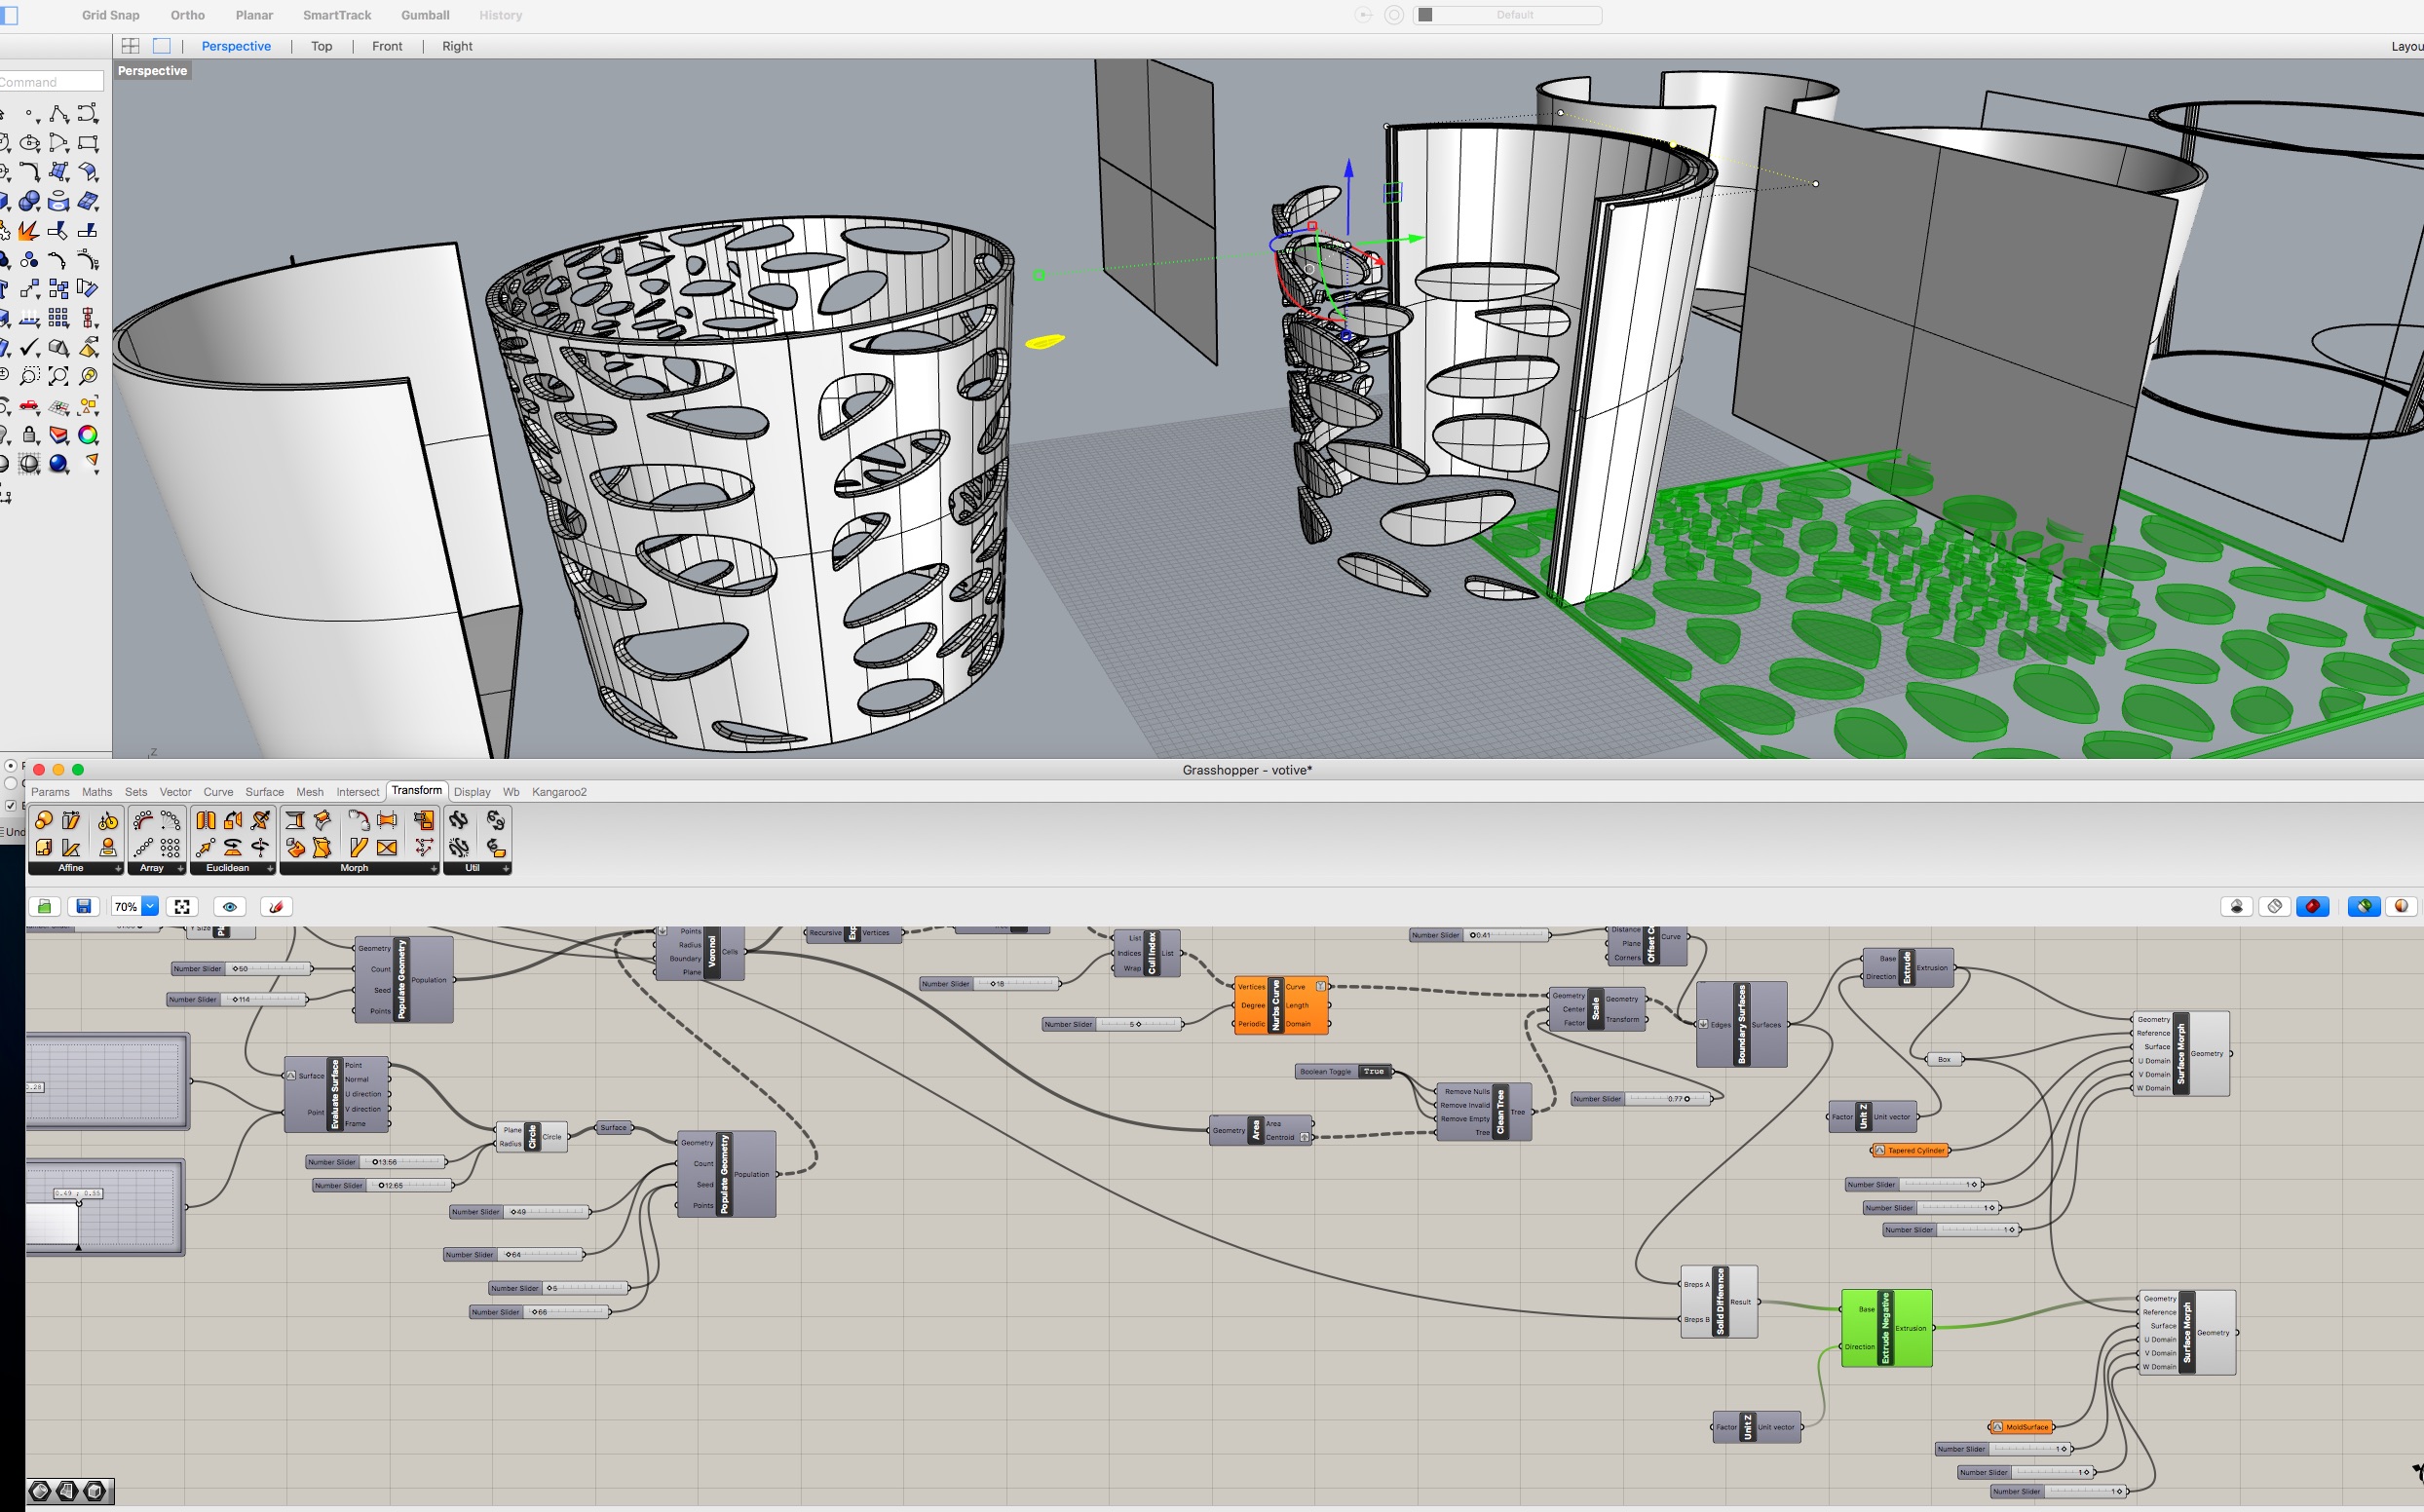 Grid Snap Ortho Planar SmartTrack Gumball History Default
Perspective | Top | Front | Right Layou
Perspective
Command
z
Grasshopper - votive*
Params Maths Sets Vector Curve Surface Mesh Intersect Transform Display Wb Kangaroo2
Und
Affine Array Euclidean Morph Util
70%
Y Size
Geometry
Count
Seed
Points
Populate Geometry
Population
Number Slider 50
Number Slider 114
Points
Radius
Boundary
Plane
Voronoi
Cells
Recursive Vertices
List
Indices
Wrap
Cull Index
List
Number Slider 18
Number Slider 5
Vertices
Degree
Periodic
Nurbs Curve
Curve
Length
Domain
Number Slider 0.41
Distance
Plane
Corners
Curve
Geometry
Center
Factor
Scale
Geometry
Transform
Edges
Boundary Surfaces
Surfaces
Base
Direction
Extrude
Extrusion
Geometry
Reference
Surface
U Domain
V Domain
W Domain
Surface Morph
Geometry
Box
Factor
Unit Z
Unit vector
Tapered Cylinder
Number Slider 1
Number Slider 1
Number Slider 1
Boolean Toggle True
Remove Nulls
Remove Invalid
Remove Empty
Tree
Clean Tree
Tree
Number Slider 0.77
Geometry
Area
Area
Centroid
0.28
Surface
Point
Evaluate Surface
Point
Normal
U direction
V direction
Frame
Plane
Radius
Circle
Circle
Surface
Number Slider 13.56
Number Slider 12.65
Geometry
Count
Seed
Points
Populate Geometry
Population
0.49 ; 0.55
Number Slider 49
Number Slider 64
Number Slider 5
Number Slider 66
Breps A
Breps B
Solid Difference
Result
Base
Direction
Extrude Negative
Extrusion
Geometry
Reference
Surface
U Domain
V Domain
W Domain
Surface Morph
Geometry
Factor
Unit Z
Unit vector
MoldSurface
Number Slider 1
Number Slider 1
Number Slider 1